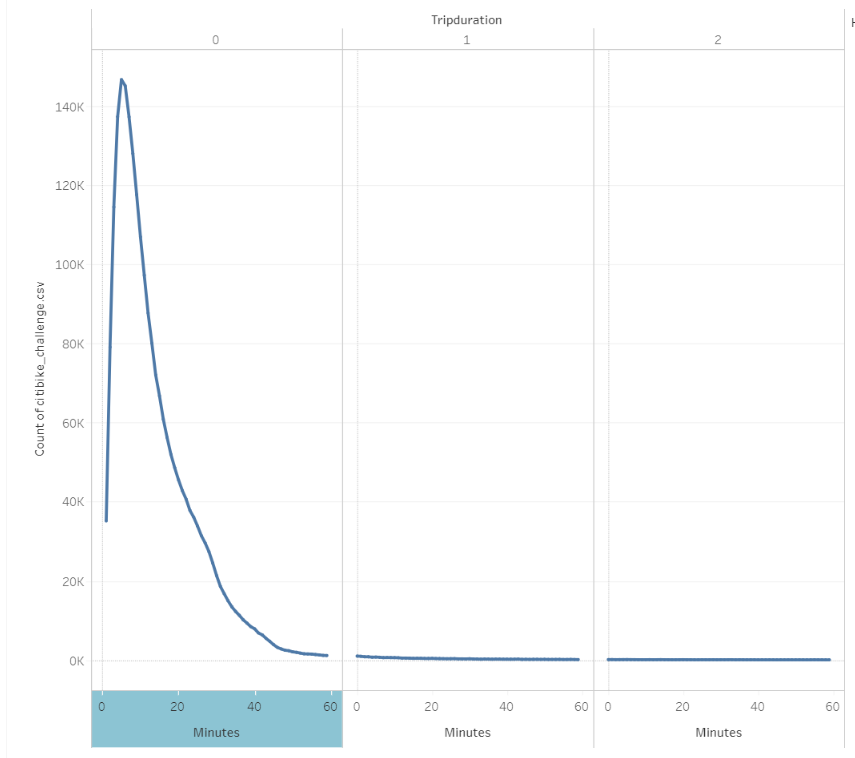 Tripduration
0 1 2
H
140K
120K
100K
80K
60K
40K
20K
0K
Count of citibike_challenge.csv
0 20 40 60 0 20 40 60 0 20 40 60
Minutes Minutes Minutes